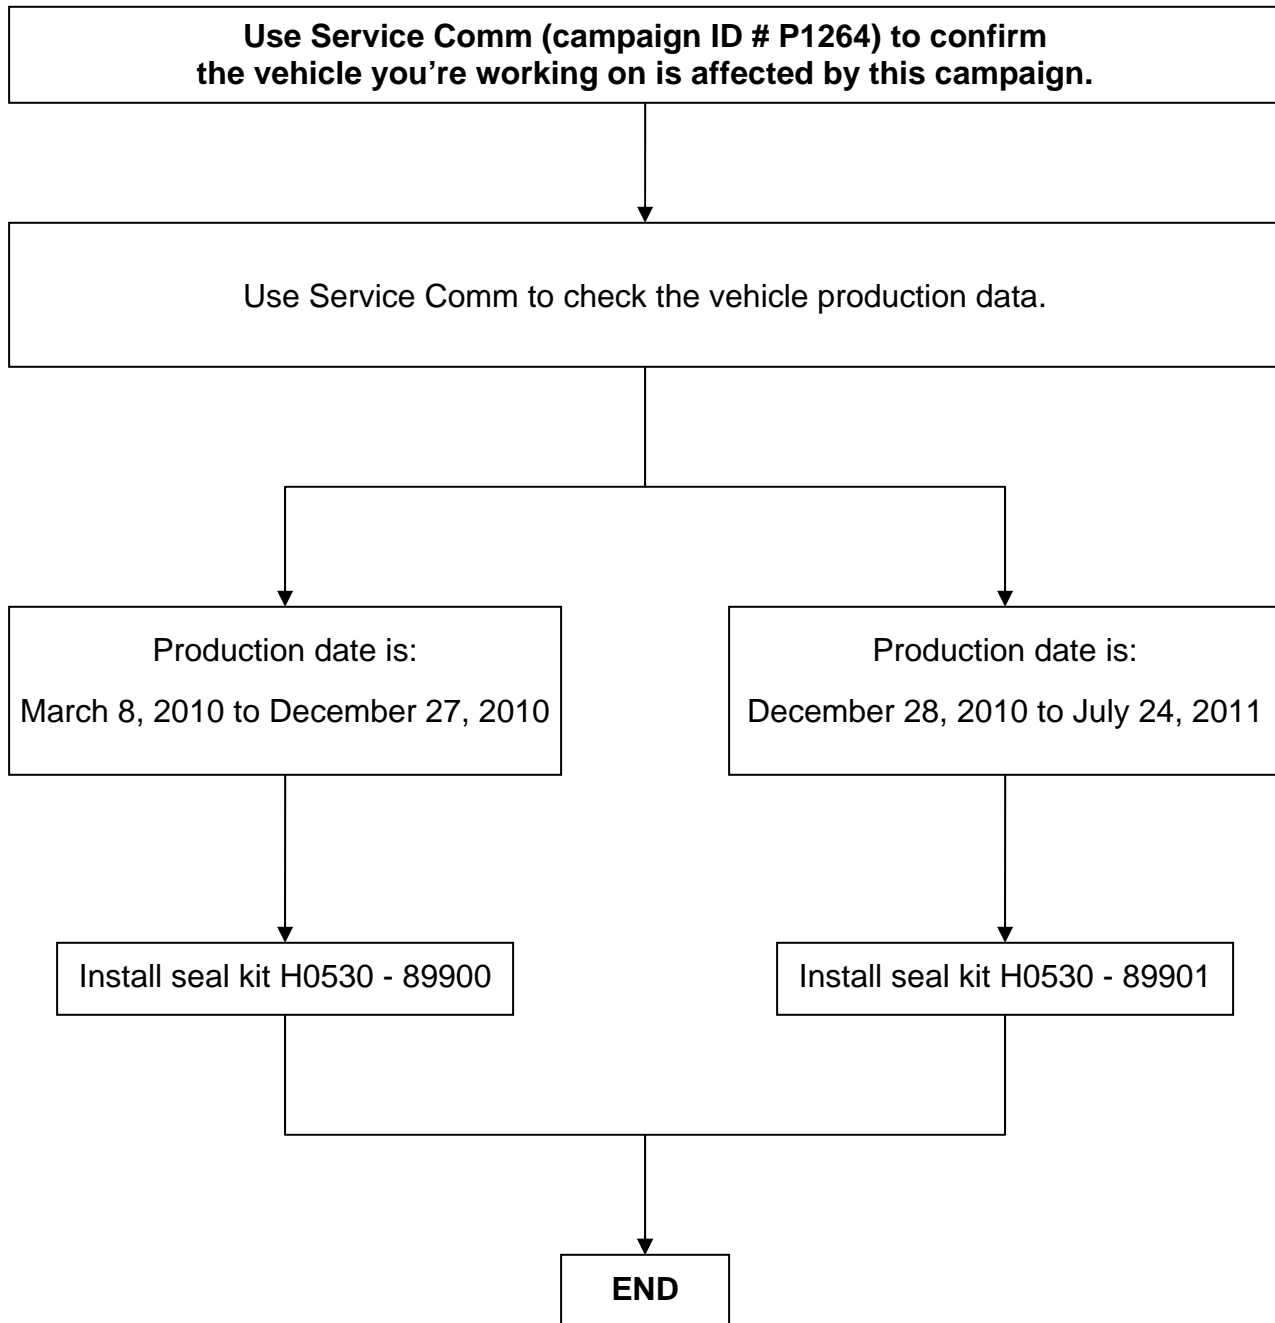 Use Service Comm (campaign ID # P1264) to confirm
the vehicle you’re working on is affected by this campaign.
Use Service Comm to check the vehicle production data.
Production date is:
March 8, 2010 to December 27, 2010
Production date is:
December 28, 2010 to July 24, 2011
Install seal kit H0530 - 89900
Install seal kit H0530 - 89901
END